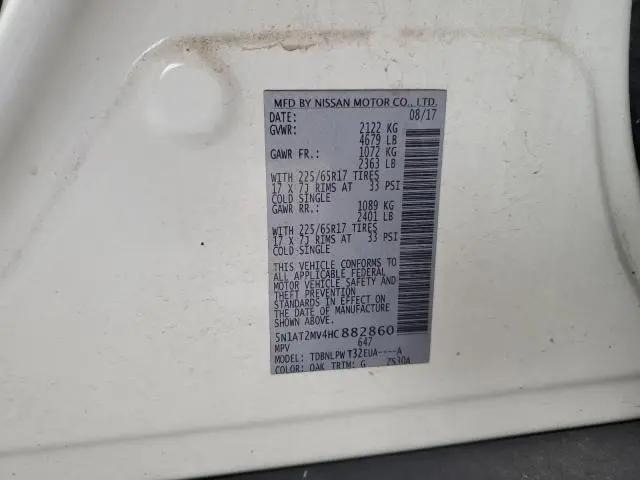 MFD BY NISSAN MOTOR CO., LTD.
DATE: 08/17
GVWR: 2122 KG
4679 LB
GAWR FR.: 1072 KG
2363 LB
WITH 225/65R17 TIRES
17 X 7J RIMS AT 33 PSI
COLD SINGLE
GAWR RR.: 1089 KG
2401 LB
WITH 225/65R17 TIRES
17 X 7J RIMS AT 33 PSI
COLD SINGLE
THIS VEHICLE CONFORMS TO
ALL APPLICABLE FEDERAL
MOTOR VEHICLE SAFETY AND
THEFT PREVENTION
STANDARDS IN EFFECT ON
THE DATE OF MANUFACTURE
SHOWN ABOVE.
5N1AT2MV4HC882860
MPV 647
MODEL: TDBNLPW T32EUA----A
COLOR: QAK TRIM: G ZS30A